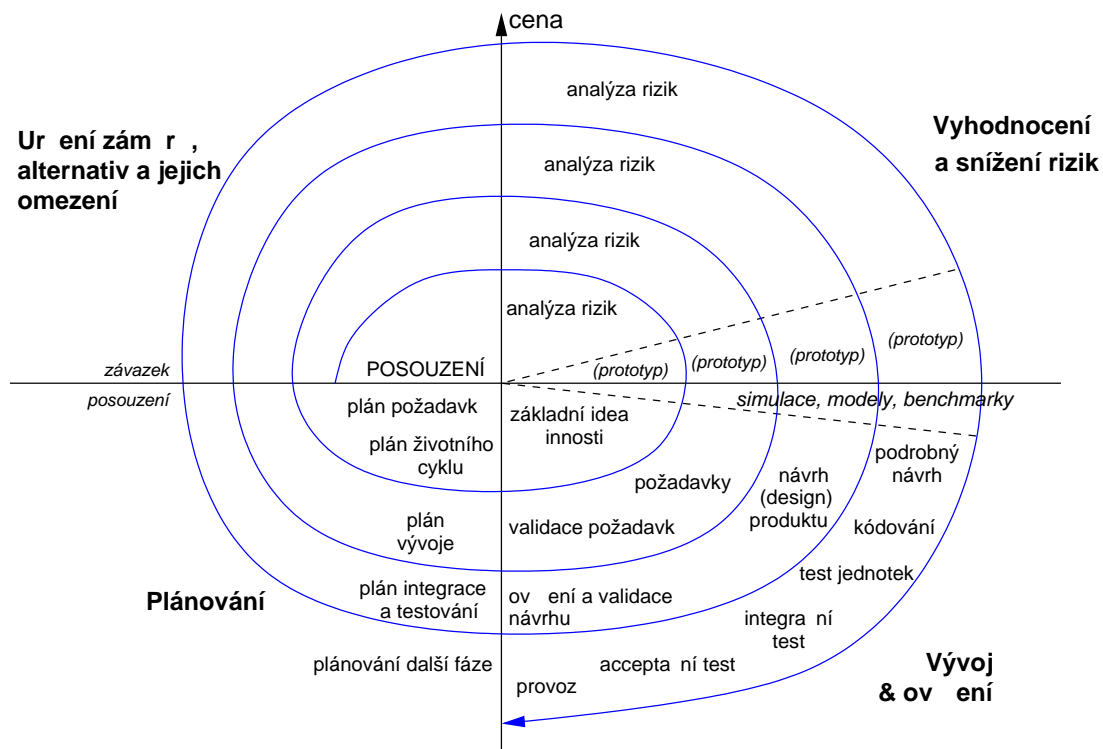 cena
analýza rizik
Ur ení zám r ,
alternativ a jejich
omezení
Vyhodnocení
a snížení rizik
analýza rizik
analýza rizik
analýza rizik
závazek
POSOUZENÍ
(prototyp)
(prototyp)
(prototyp)
(prototyp)
posouzení
simulace, modely, benchmarky
plán požadavk
základní idea
innosti
plán životního
cyklu
podrobný
návrh
požadavky
návrh
(design)
produktu
plán
vývoje
validace požadavk
kódování
test jednotek
Plánování
plán integrace
a testování
ov ení a validace
návrhu
integra ní
test
plánování další fáze
accepta ní test
provoz
Vývoj
& ov ení